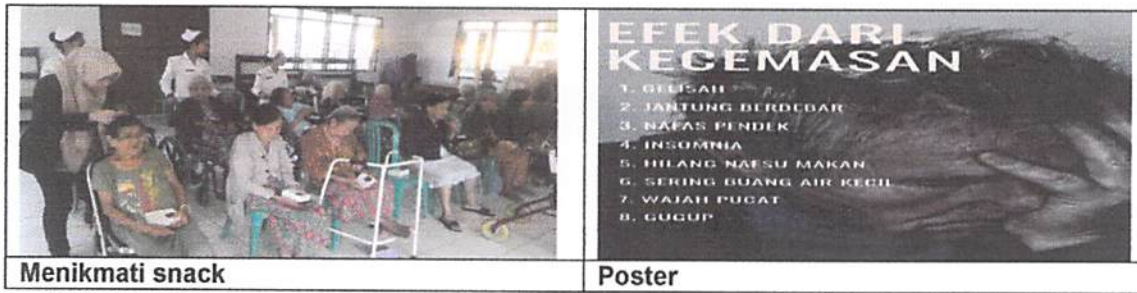 EFEK DARI
KECEMASAN
1. GELISAH
2. JANTUNG BERDEBAR
3. NAFAS PENDEK
4. INSOMNIA
5. HILANG NAFSU MAKAN
6. SERING BUANG AIR KECIL
7. WAJAH PUCAT
8. GUGUP
Menikmati snack
Poster